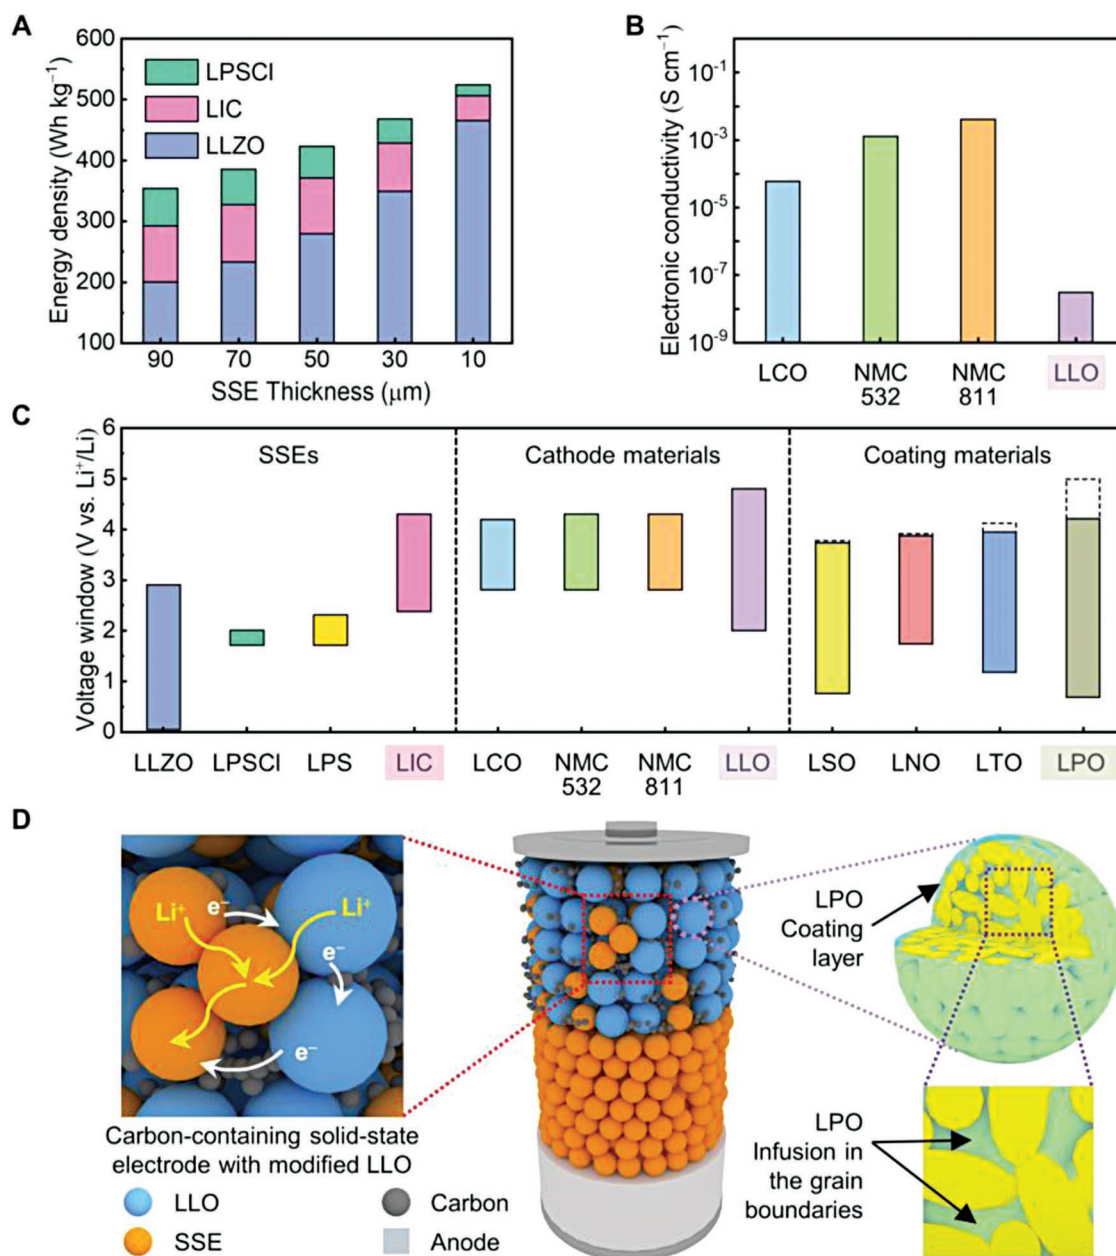 A
Energy density (Wh kg⁻¹)
600
500
400
300
200
100
LPSCl
LIC
LLZO
90 70 50 30 10
SSE Thickness (μm)
B
Electronic conductivity (S cm⁻¹)
10⁻¹
10⁻³
10⁻⁵
10⁻⁷
10⁻⁹
LCO NMC NMC LLO
532 811
C
Voltage window (V vs. Li⁺/Li)
6
5
4
3
2
1
0
SSEs Cathode materials Coating materials
LLZO LPSCl LPS LIC LCO NMC NMC LLO LSO LNO LTO LPO
532 811
D
Li⁺ e⁻ Li⁺
e⁻
e⁻
Carbon-containing solid-state
electrode with modified LLO
LLO Carbon
SSE Anode
LPO
Coating
layer
LPO
Infusion in
the grain
boundaries